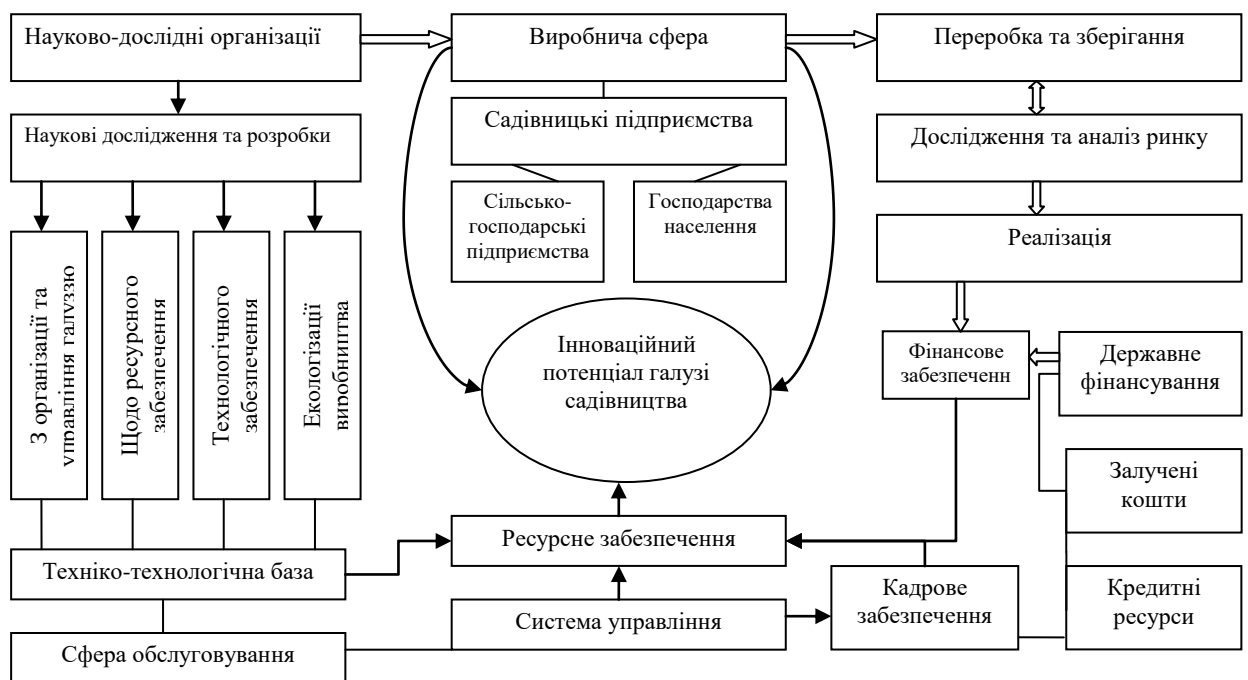 Науково-дослідні організації
Виробнича сфера
Переробка та зберігання
Наукові дослідження та розробки
Садівницькі підприємства
Дослідження та аналіз ринку
Сільсько-
господарські
підприємства
Господарства
населення
Реалізація
З організації та
управління галуззю
Щодо ресурсного
забезпечення
Технологічного
забезпечення
Екологізації
виробництва
Інноваційний
потенціал галузі
садівництва
Фінансове
забезпеченн
Державне
фінансування
Залучені
кошти
Ресурсне забезпечення
Техніко-технологічна база
Кадрове
забезпечення
Кредитні
ресурси
Система управління
Сфера обслуговування